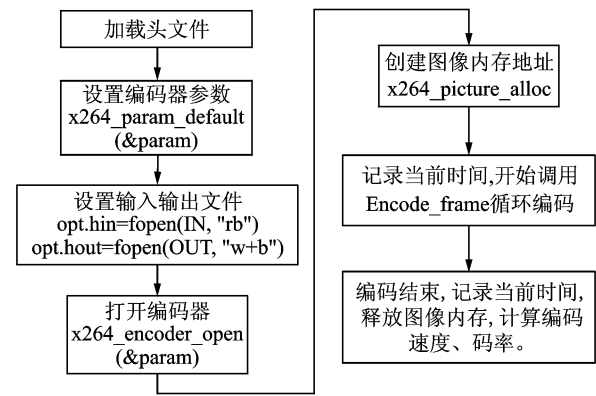 加载头文件
设置编码器参数
x264_param_default
(&param)
设置输入输出文件
opt.hin=fopen(IN, "rb")
opt.hout=fopen(OUT, "w+b")
打开编码器
x264_encoder_open
(&param)
创建图像内存地址
x264_picture_alloc
记录当前时间,开始调用
Encode_frame循环编码
编码结束, 记录当前时间,
释放图像内存, 计算编码
速度、码率。